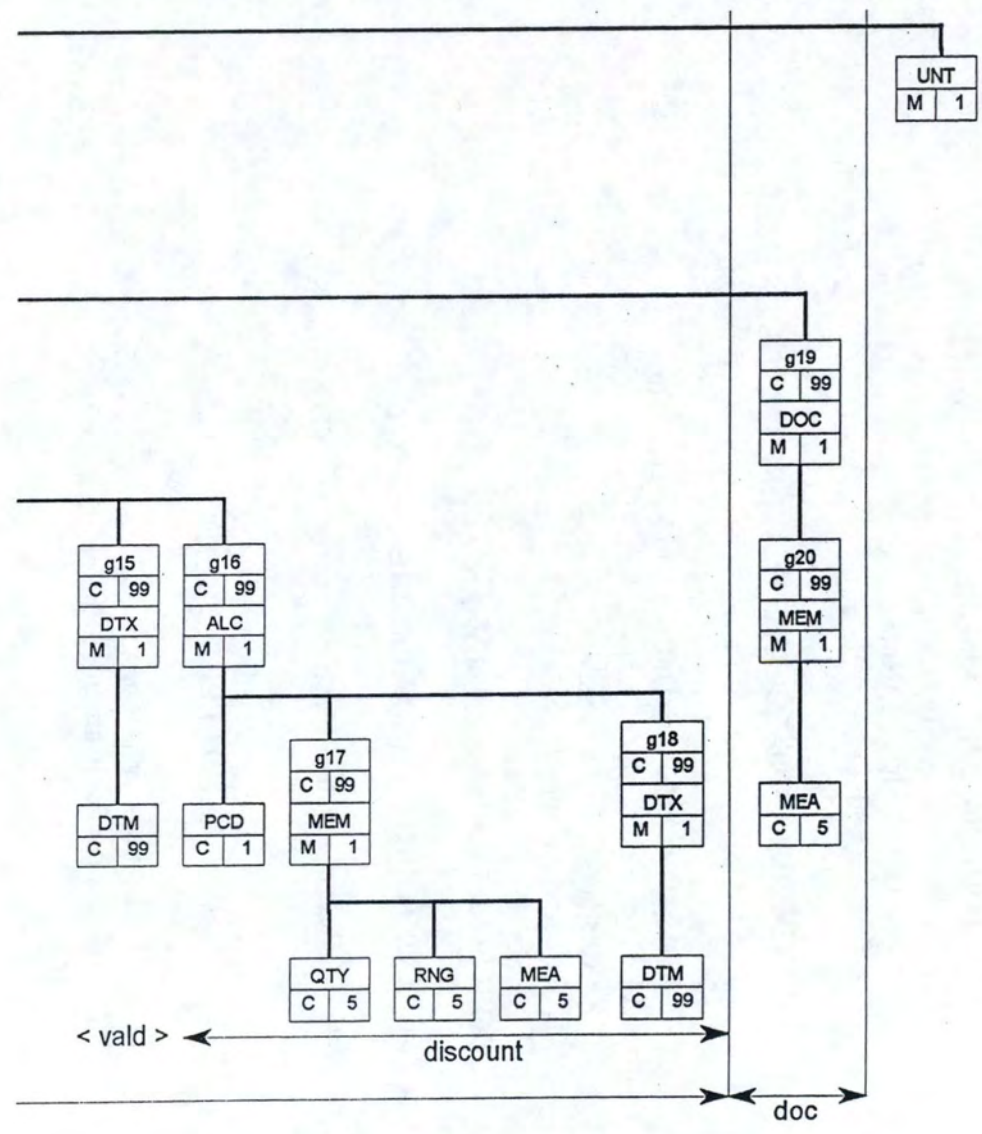 UNT
M 1
g19
C 99
DOC
M 1
g15
C 99
DTX
M 1
g16
C 99
ALC
M 1
g20
C 99
MEM
M 1
g17
C 99
MEM
M 1
g18
C 99
DTX
M 1
DTM
C 99
PCD
C 1
MEA
C 5
QTY
C 5
RNG
C 5
MEA
C 5
DTM
C 99
< vald >
discount
doc